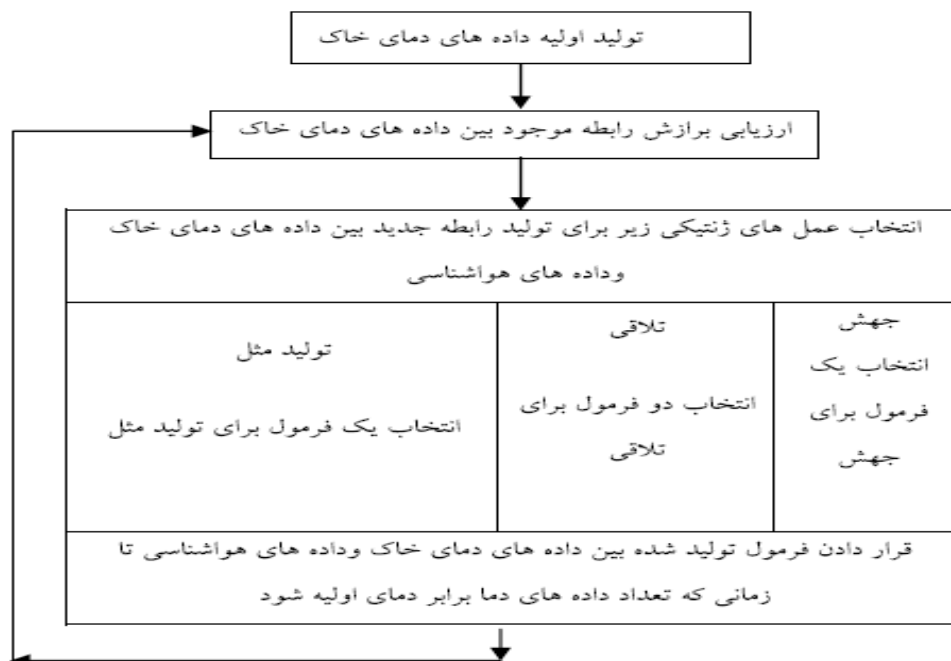 تولید اولیه داده های دمای خاک
ارزیابی برازش رابطه موجود بین داده های دمای خاک
انتخاب عمل های ژنتیکی زیر برای تولید رابطه جدید بین داده های دمای خاک
وداده های هواشناسی
جهش
انتخاب یک
فرمول برای
جهش
تلاقی
انتخاب دو فرمول برای
تلاقی
تولید مثل
انتخاب یک فرمول برای تولید مثل
قرار دادن فرمول تولید شده بین داده های دمای خاک وداده های هواشناسی تا
زمانی که تعداد داده های دما برابر دمای اولیه شود